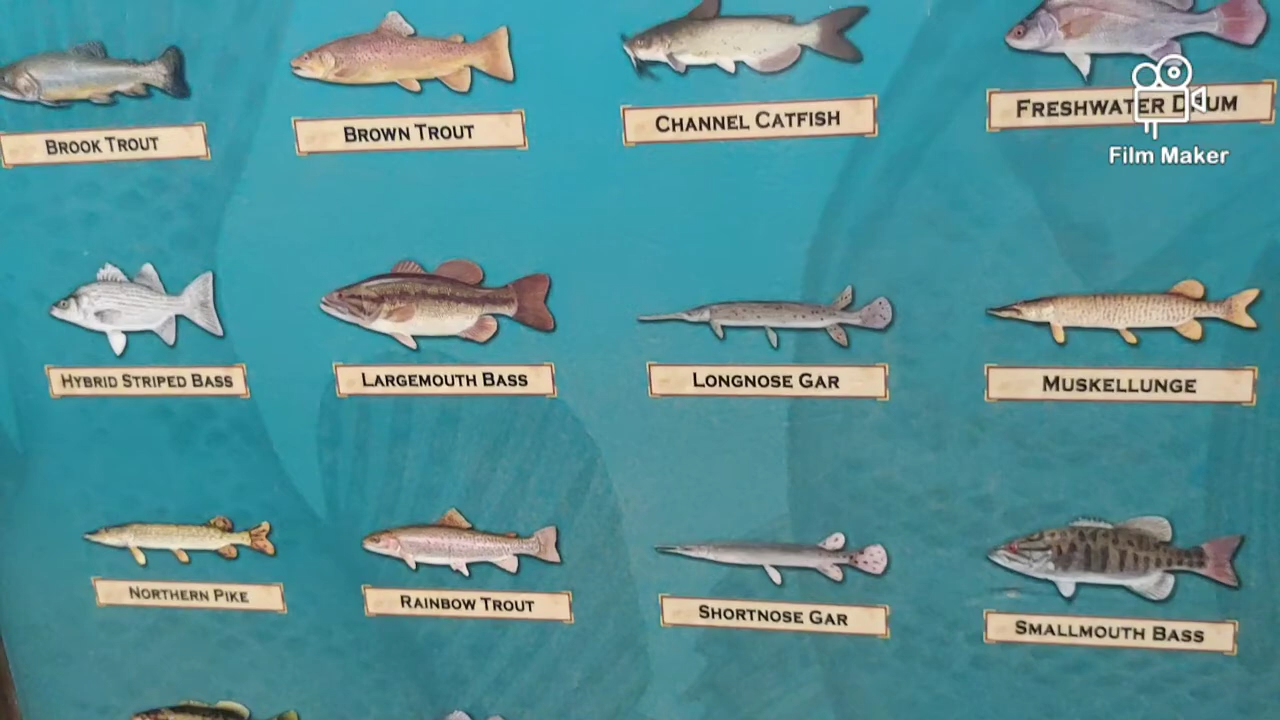 BROOK TROUT
BROWN TROUT
CHANNEL CATFISH
FRESHWATER DRUM
Film Maker
HYBRID STRIPED BASS
LARGEMOUTH BASS
LONGNOSE GAR
MUSKELLUNGE
NORTHERN PIKE
RAINBOW TROUT
SHORTNOSE GAR
SMALLMOUTH BASS